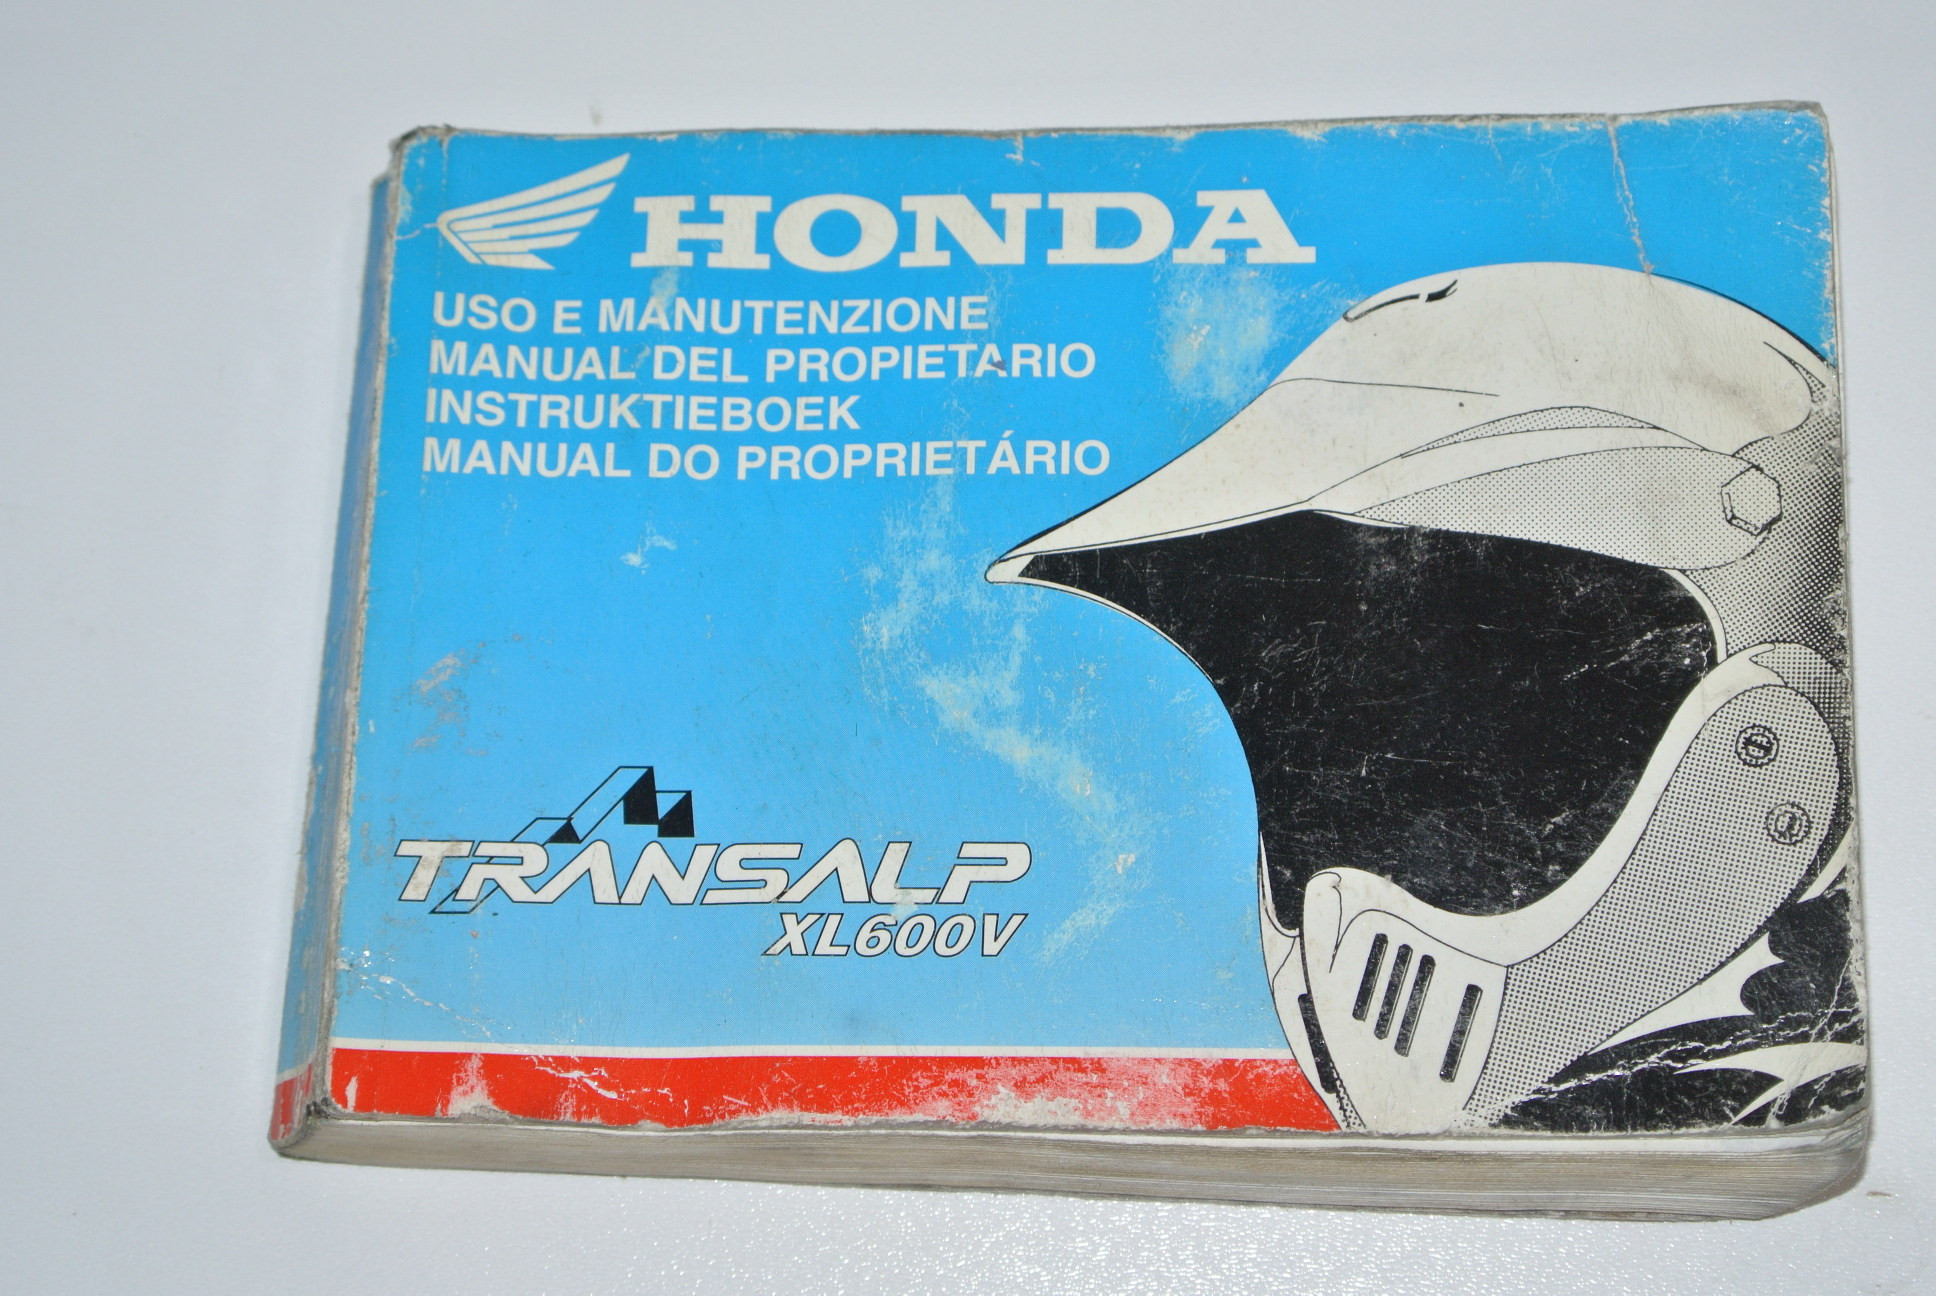 HONDA
USO E MANUTENZIONE
MANUAL DEL PROPIETARIO
INSTRUKTIEBOEK
MANUAL DO PROPRIETÁRIO
TRANSALP
XL600V